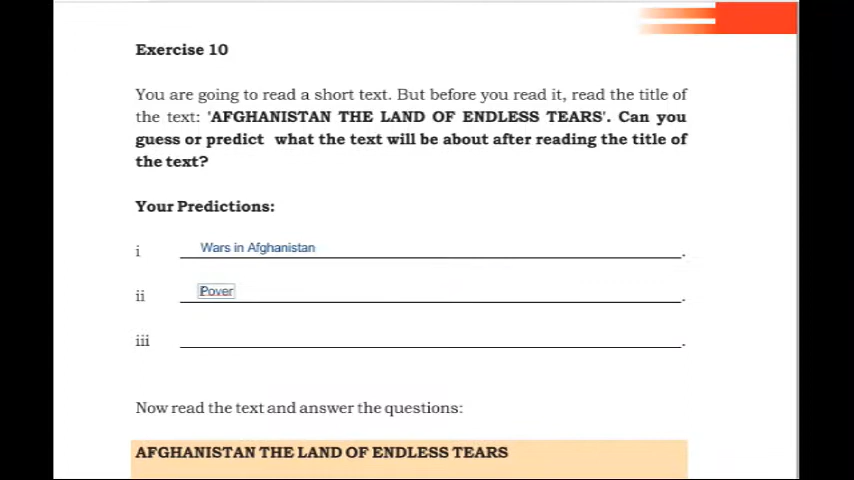 Exercise 10
You are going to read a short text. But before you read it, read the title of
the text: 'AFGHANISTAN THE LAND OF ENDLESS TEARS'. Can you
guess or predict what the text will be about after reading the title of
the text?
Your Predictions:
i Wars in Afghanistan .
ii Pover .
iii .
Now read the text and answer the questions:
AFGHANISTAN THE LAND OF ENDLESS TEARS